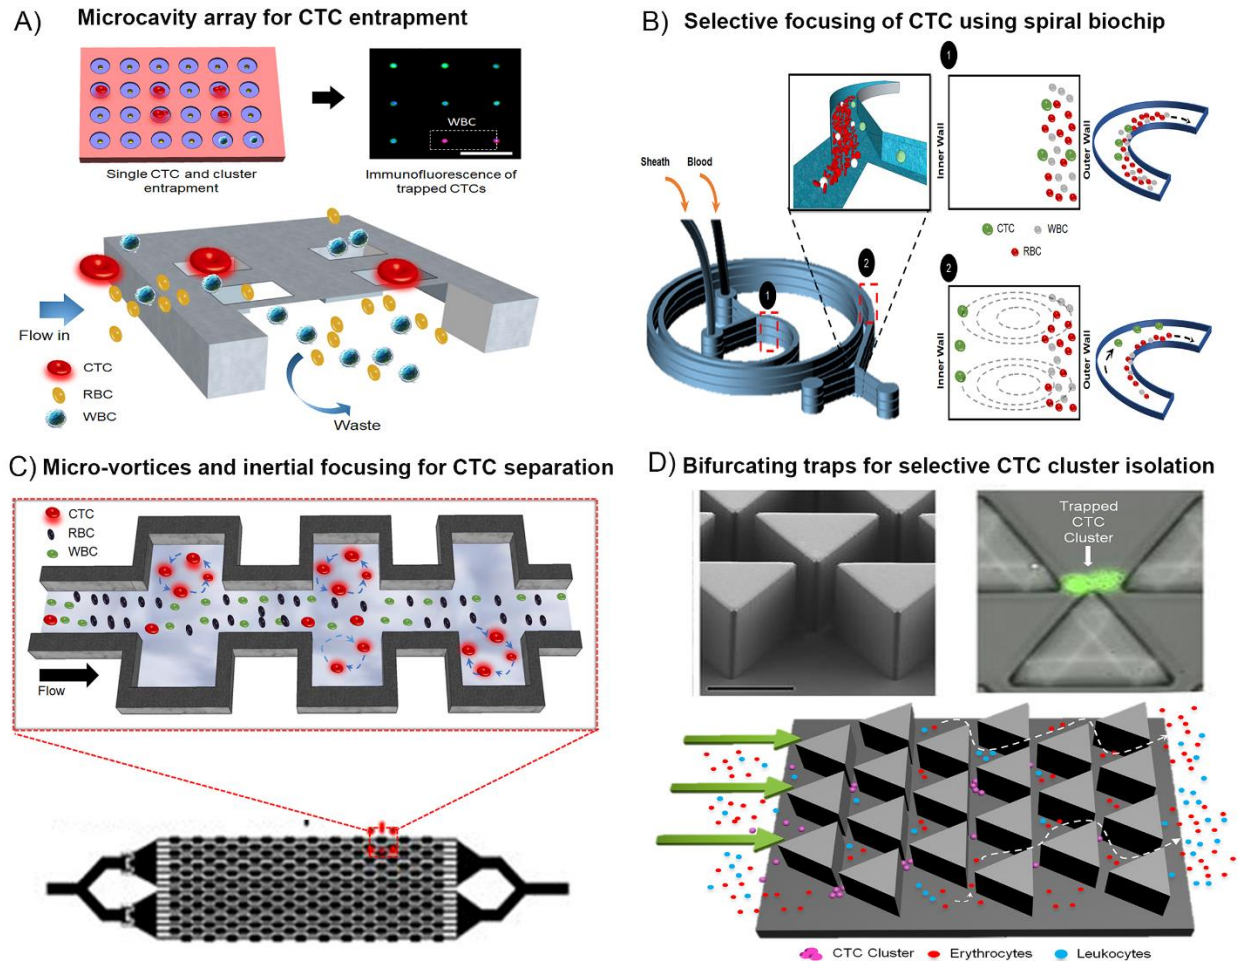 A) Microcavity array for CTC entrapment
WBC
Single CTC and cluster
entrapment
Immunofluorescence of
trapped CTCs
Flow in
CTC
RBC
WBC
Waste
B) Selective focusing of CTC using spiral biochip
1
Sheath
Blood
Inner Wall
Outer Wall
CTC
WBC
RBC
2
1
2
Inner Wall
Outer Wall
C) Micro-vortices and inertial focusing for CTC separation
CTC
RBC
WBC
Flow
D) Bifurcating traps for selective CTC cluster isolation
Trapped
CTC
Cluster
CTC Cluster
Erythrocytes
Leukocytes